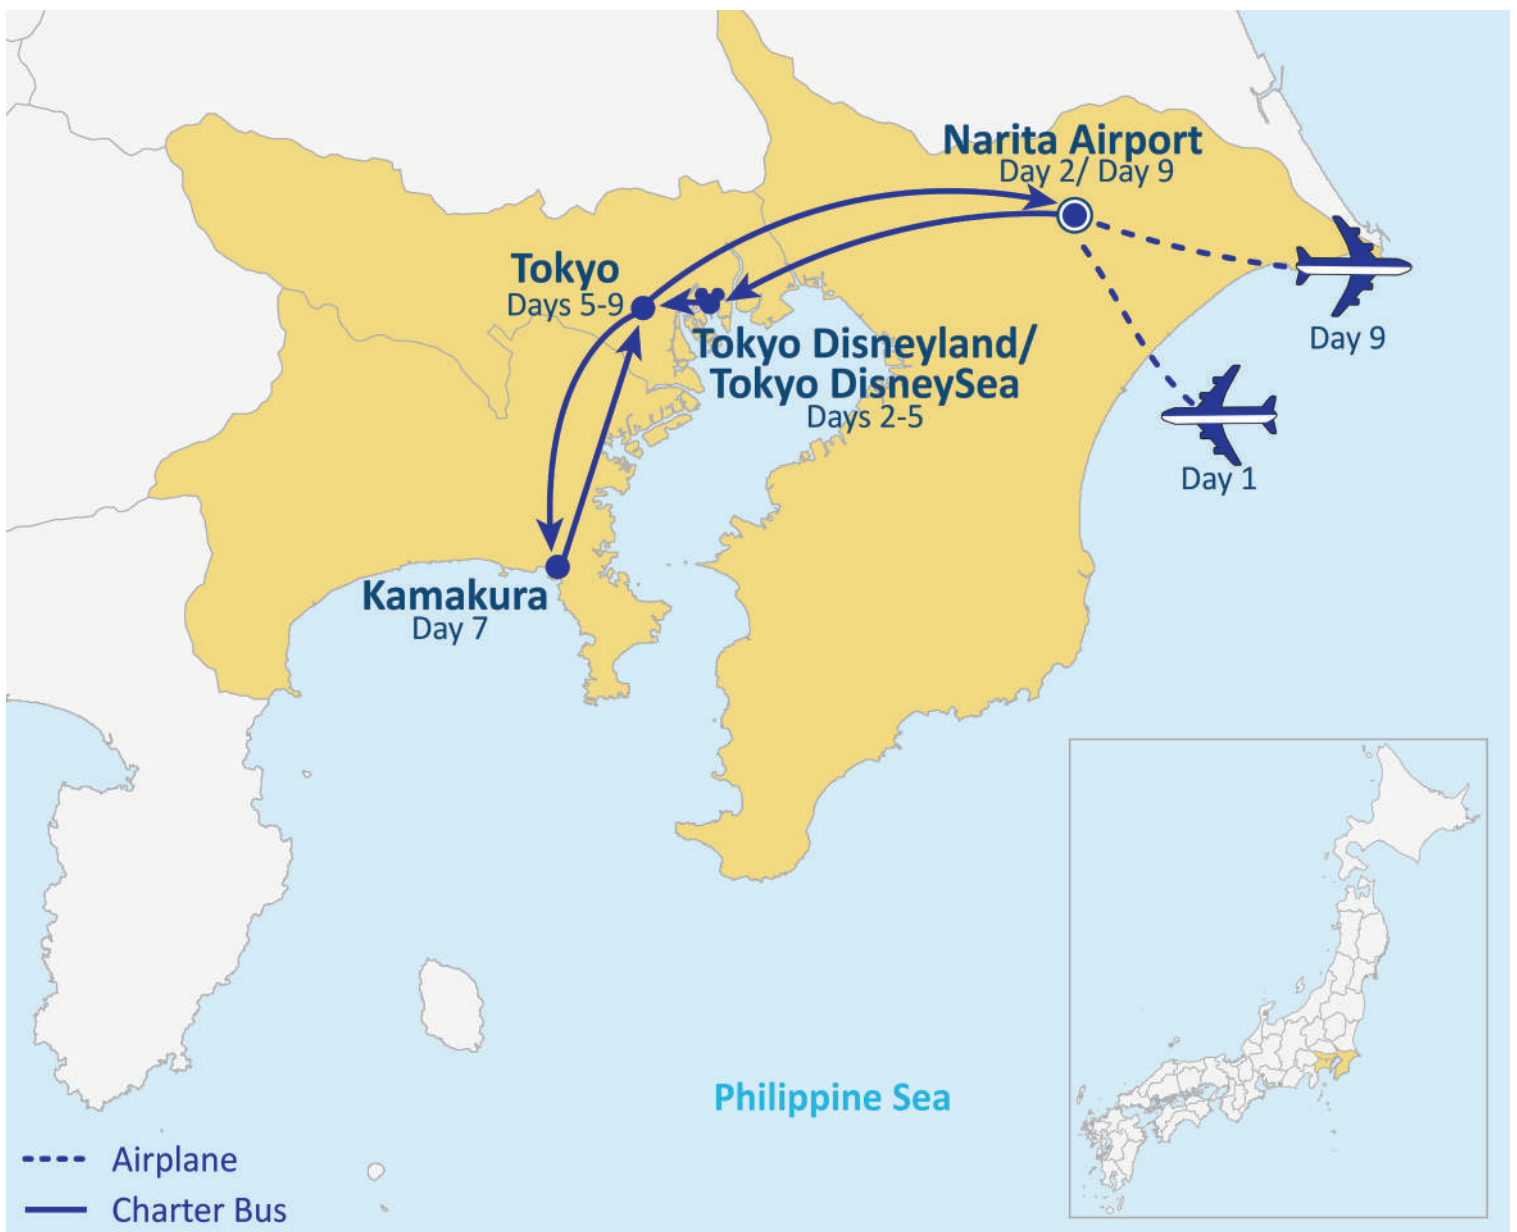 Narita Airport
Day 2/ Day 9
Tokyo
Days 5-9
Day 9
Tokyo Disneyland/
Tokyo DisneySea
Days 2-5
Day 1
Kamakura
Day 7
Philippine Sea
Airplane
Charter Bus